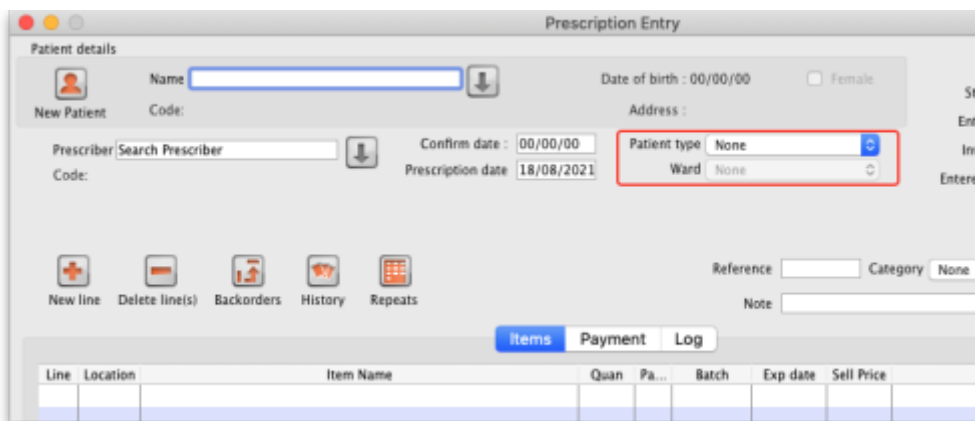 Prescription Entry
Patient details
Name
Date of birth : 00/00/00
Female
New Patient
Code:
Address :
Prescriber Search Prescriber
Confirm date : 00/00/00
Patient type None
Code:
Prescription date 18/08/2021
Ward None
New line Delete line(s) Backorders History Repeats
Reference
Category None
Note
Items Payment Log
Line Location Item Name Quan Pa... Batch Exp date Sell Price